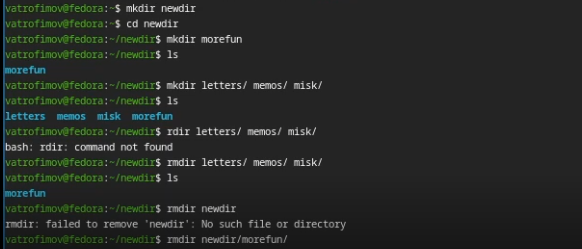 vatrofimov@fedora:~$ mkdir newdir
vatrofimov@fedora:~$ cd newdir
vatrofimov@fedora:~/newdir$ mkdir morefun
vatrofimov@fedora:~/newdir$ ls
morefun
vatrofimov@fedora:~/newdir$ mkdir letters/ memos/ misk/
vatrofimov@fedora:~/newdir$ ls
letters  memos  misk  morefun
vatrofimov@fedora:~/newdir$ rdir letters/ memos/ misk/
bash: rdir: command not found
vatrofimov@fedora:~/newdir$ rmdir letters/ memos/ misk/
vatrofimov@fedora:~/newdir$ ls
morefun
vatrofimov@fedora:~/newdir$ rmdir newdir
rmdir: failed to remove 'newdir': No such file or directory
vatrofimov@fedora:~/newdir$ rmdir newdir/morefun/